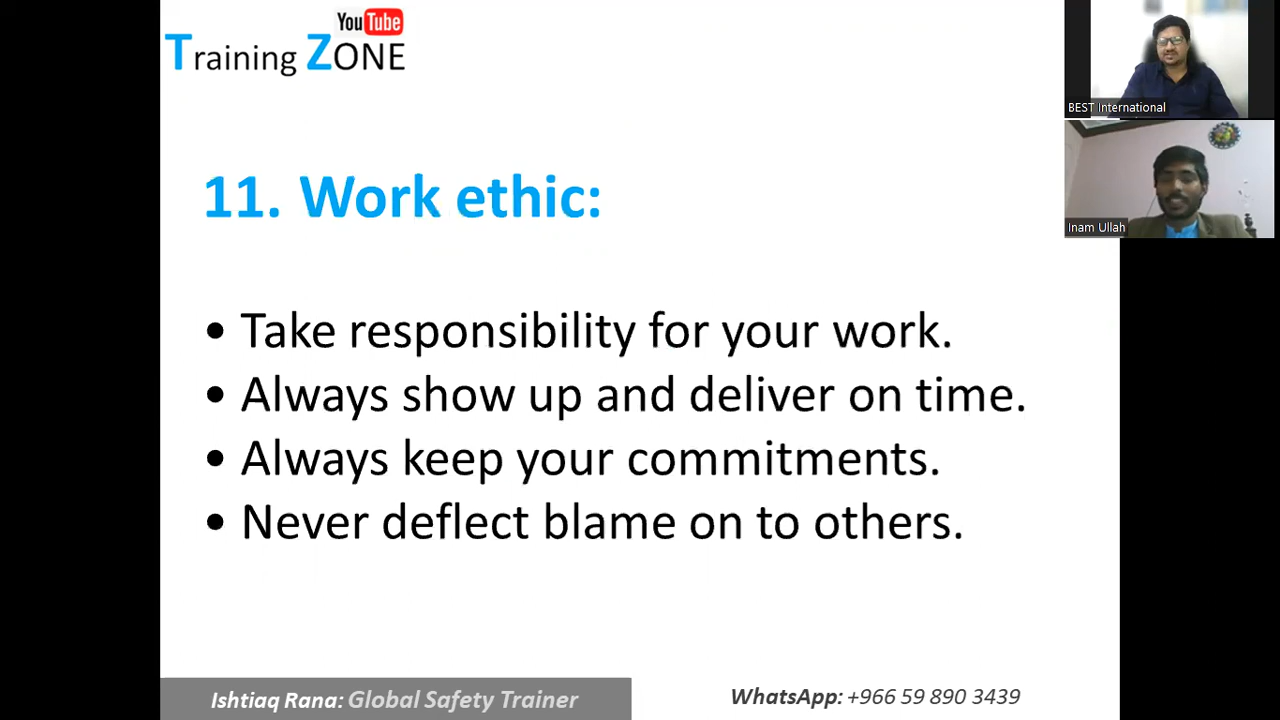 YouTube
Training ZONE
BEST International
Inam Ullah
11. Work ethic:
• Take responsibility for your work.
• Always show up and deliver on time.
• Always keep your commitments.
• Never deflect blame on to others.
Ishtiaq Rana: Global Safety Trainer
WhatsApp: +966 59 890 3439